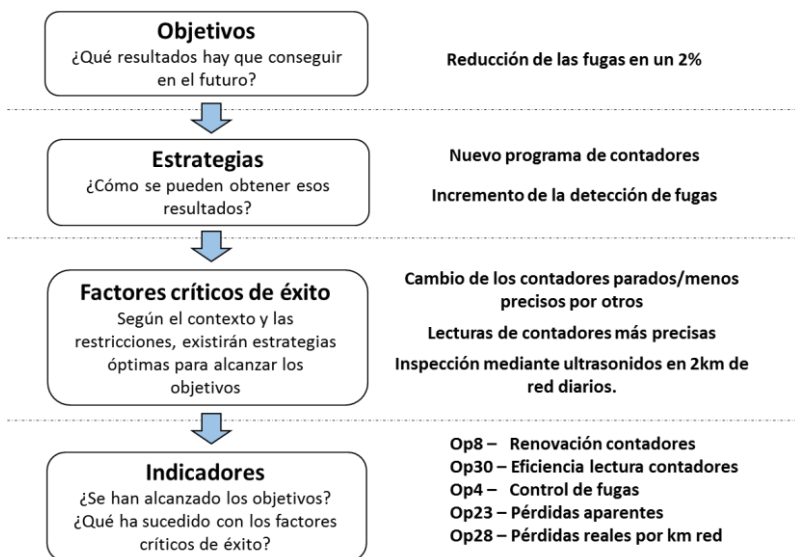 Objetivos
¿Qué resultados hay que conseguir
en el futuro?
Reducción de las fugas en un 2%
Estrategias
¿Cómo se pueden obtener esos
resultados?
Nuevo programa de contadores
Incremento de la detección de fugas
Factores críticos de éxito
Según el contexto y las
restricciones, existirán estrategias
óptimas para alcanzar los
objetivos
Cambio de los contadores parados/menos
precisos por otros
Lecturas de contadores más precisas
Inspección mediante ultrasonidos en 2km de
red diarios.
Indicadores
¿Se han alcanzado los objetivos?
¿Qué ha sucedido con los factores
críticos de éxito?
Op8 – Renovación contadores
Op30 – Eficiencia lectura contadores
Op4 – Control de fugas
Op23 – Pérdidas aparentes
Op28 – Pérdidas reales por km red